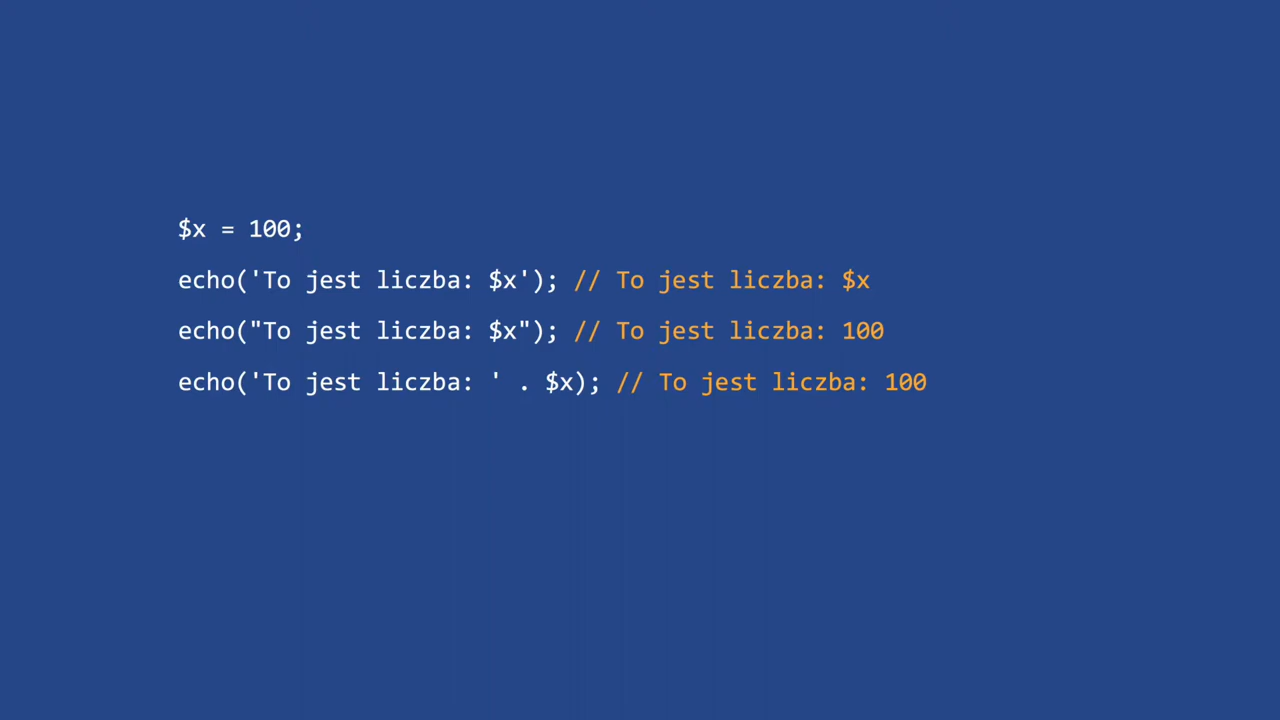 $x = 100;
echo('To jest liczba: $x'); // To jest liczba: $x
echo("To jest liczba: $x"); // To jest liczba: 100
echo('To jest liczba: ' . $x); // To jest liczba: 100